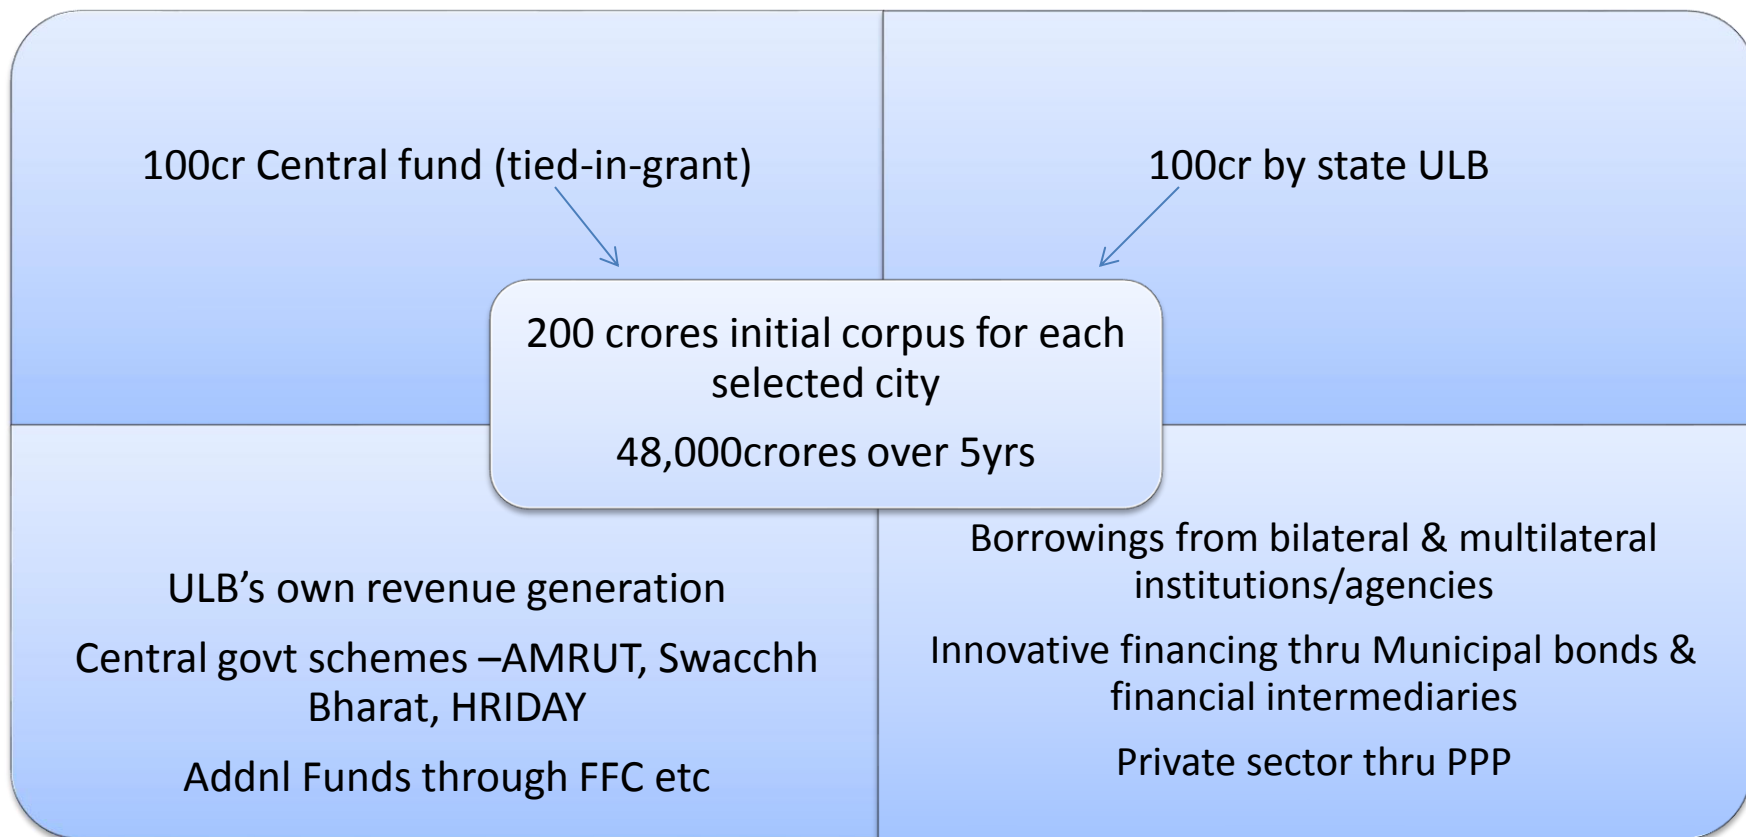 100cr Central fund (tied-in-grant)
100cr by state ULB
200 crores initial corpus for each
selected city
48,000crores over 5yrs
ULB’s own revenue generation
Central govt schemes –AMRUT, Swacchh
Bharat, HRIDAY
Addnl Funds through FFC etc
Borrowings from bilateral & multilateral
institutions/agencies
Innovative financing thru Municipal bonds &
financial intermediaries
Private sector thru PPP